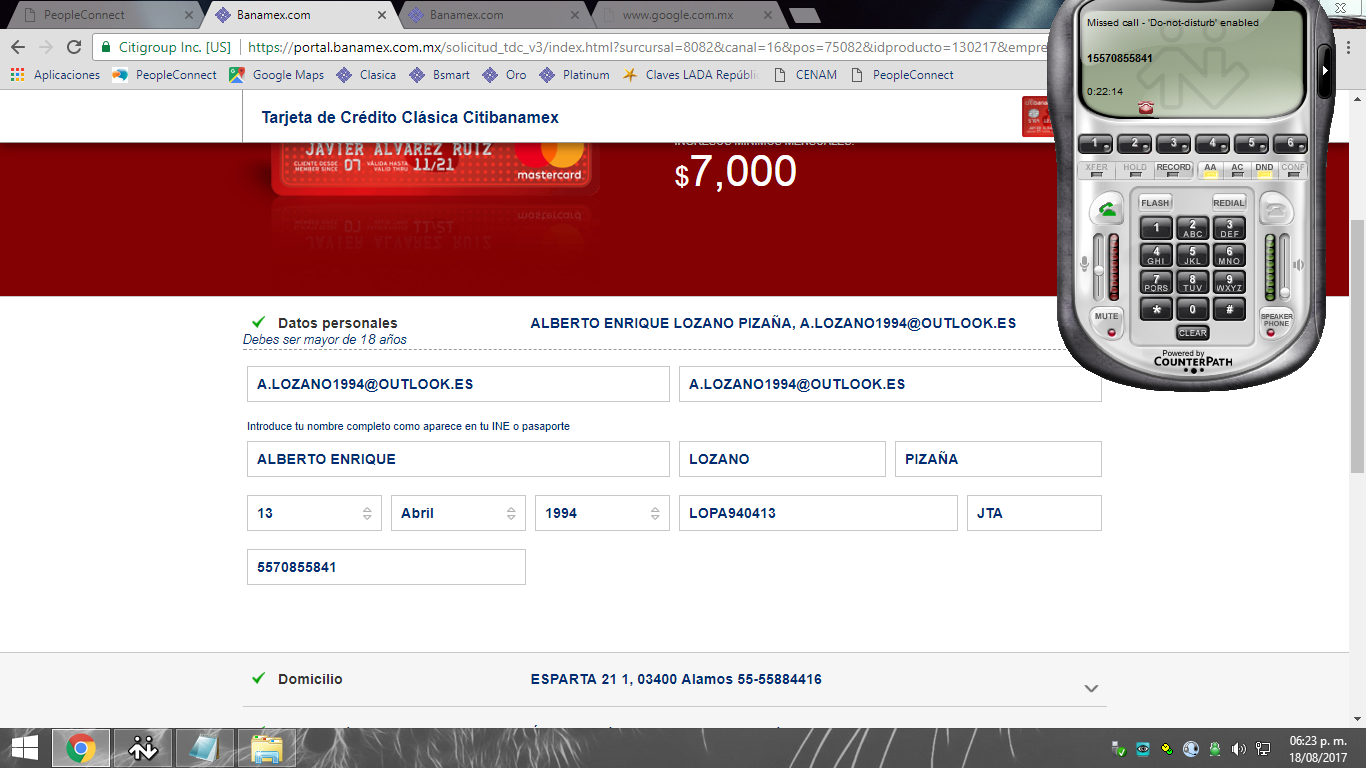 PeopleConnect
Banamex.com
Banamex.com
www.google.com.mx
Citigroup Inc. [US]
https://portal.banamex.com.mx/solicitud_tdc_v3/index.html?surcursal=8082&canal=16&pos=75082&idproducto=130217&empre
Aplicaciones
PeopleConnect
Google Maps
Clasica
Bsmart
Oro
Platinum
Claves LADA Repúblic
CENAM
PeopleConnect
Tarjeta de Crédito Clásica Citibanamex
JAVIER ALVAREZ RUIZ
CLIENTE DESDE
MEMBER SINCE
07
VÁLIDA HASTA
VALID THRU
11/21
mastercard
INGRESOS MÍNIMOS MENSUALES:
$7,000
Datos personales
ALBERTO ENRIQUE LOZANO PIZAÑA, A.LOZANO1994@OUTLOOK.ES
Debes ser mayor de 18 años
A.LOZANO1994@OUTLOOK.ES
A.LOZANO1994@OUTLOOK.ES
Introduce tu nombre completo como aparece en tu INE o pasaporte
ALBERTO ENRIQUE
LOZANO
PIZAÑA
13
Abril
1994
LOPA940413
JTA
5570855841
Domicilio
ESPARTA 21 1, 03400 Alamos 55-55884416
Missed call - 'Do-not-disturb' enabled
15570855841
0:22:14
1 2 3 4 5 6
XFER HOLD RECORD AA AC DND CONF
FLASH
REDIAL
1
2 ABC
3 DEF
4 GHI
5 JKL
6 MNO
7 PQRS
8 TUV
9 WXYZ
* 0 #
MUTE
CLEAR
SPEAKER PHONE
Powered by
COUNTERPATH
06:23 p. m.
18/08/2017